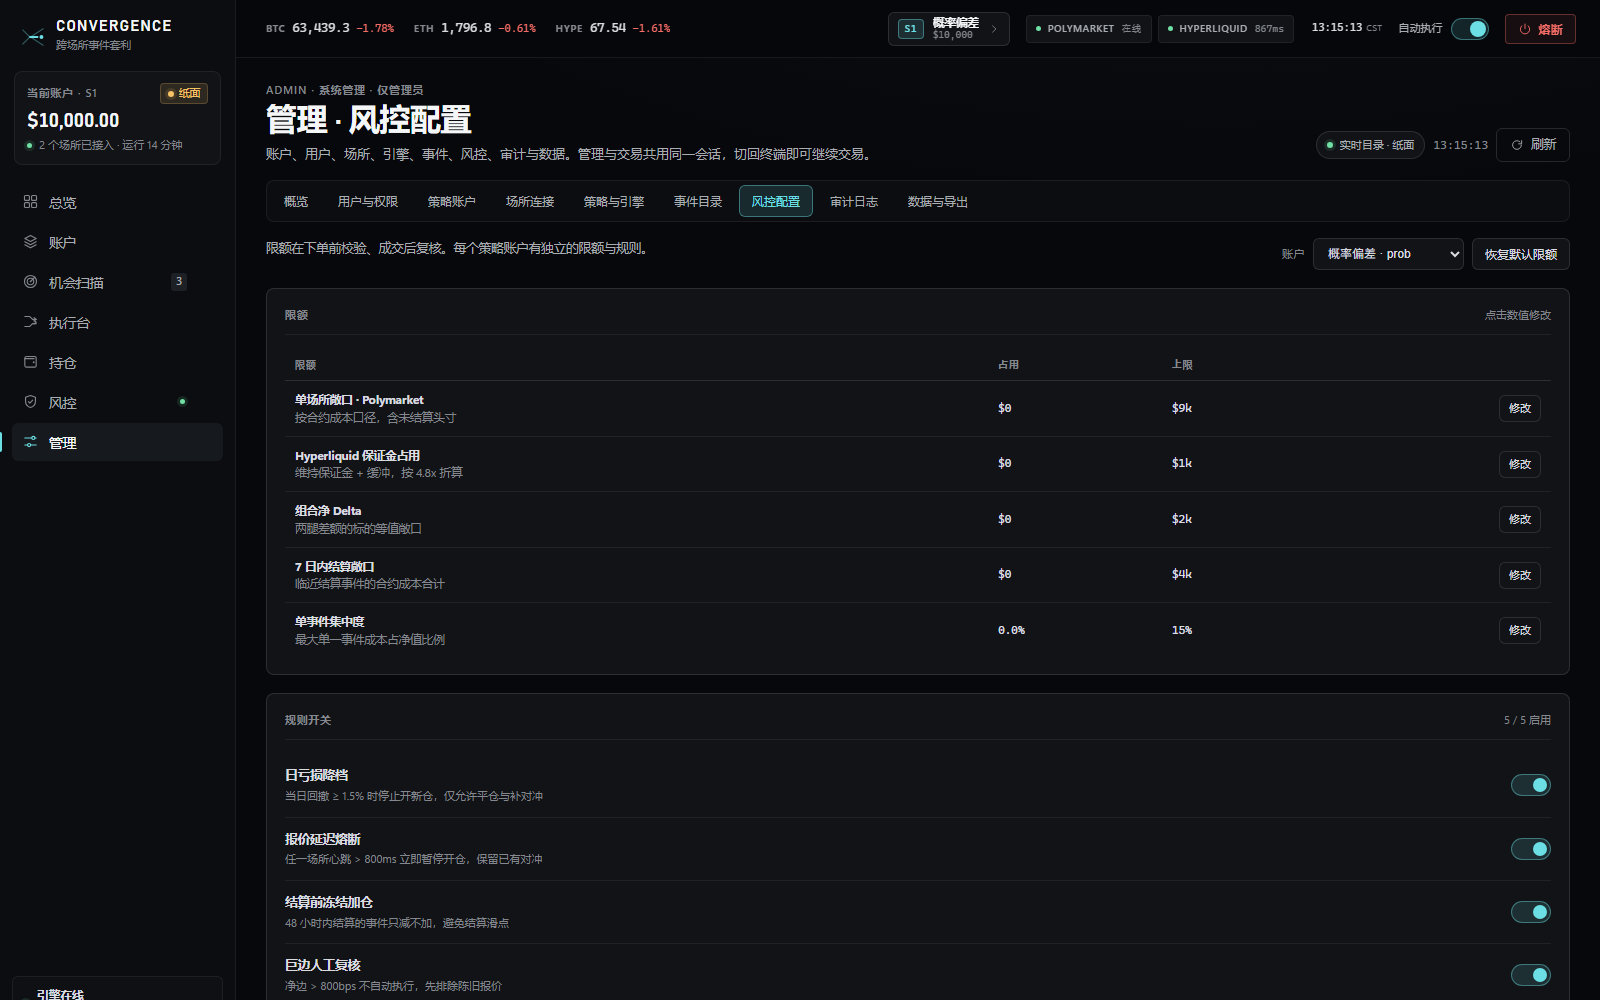 CONVERGENCE
跨场所事件套利
BTC 63,439.3 −1.78% ETH 1,796.8 −0.61% HYPE 67.54 −1.61%
S1 概率偏差 $10,000
POLYMARKET 在线
HYPERLIQUID 867ms
13:15:13 CST
自动执行
熔断
当前账户 · S1
纸面
$10,000.00
2 个场所已接入 · 运行 14 分钟
总览
账户
机会扫描 3
执行台
持仓
风控
管理
引擎在线
ADMIN · 系统管理 · 仅管理员
管理 · 风控配置
账户、用户、场所、引擎、事件、风控、审计与数据。管理与交易共用同一会话，切回终端即可继续交易。
实时目录 · 纸面
13:15:13
刷新
概览 用户与权限 策略账户 场所连接 策略与引擎 事件目录 风控配置 审计日志 数据与导出
限额在下单前校验、成交后复核。每个策略账户有独立的限额与规则。
账户 概率偏差 · prob 恢复默认限额
限额 点击数值修改
限额 占用 上限
单场所敞口 · Polymarket
按合约成本口径，含未结算头寸
$0 $9k 修改
Hyperliquid 保证金占用
维持保证金 + 缓冲，按 4.8x 折算
$0 $1k 修改
组合净 Delta
两腿差额的标的等值敞口
$0 $2k 修改
7 日内结算敞口
临近结算事件的合约成本合计
$0 $4k 修改
单事件集中度
最大单一事件成本占净值比例
0.0% 15% 修改
规则开关 5 / 5 启用
日亏损降档
当日回撤 ≥ 1.5% 时停止开新仓，仅允许平仓与补对冲
报价延迟熔断
任一场所心跳 > 800ms 立即暂停开仓，保留已有对冲
结算前冻结加仓
48 小时内结算的事件只减不加，避免结算滑点
巨边人工复核
净边 > 800bps 不自动执行，先排除陈旧报价